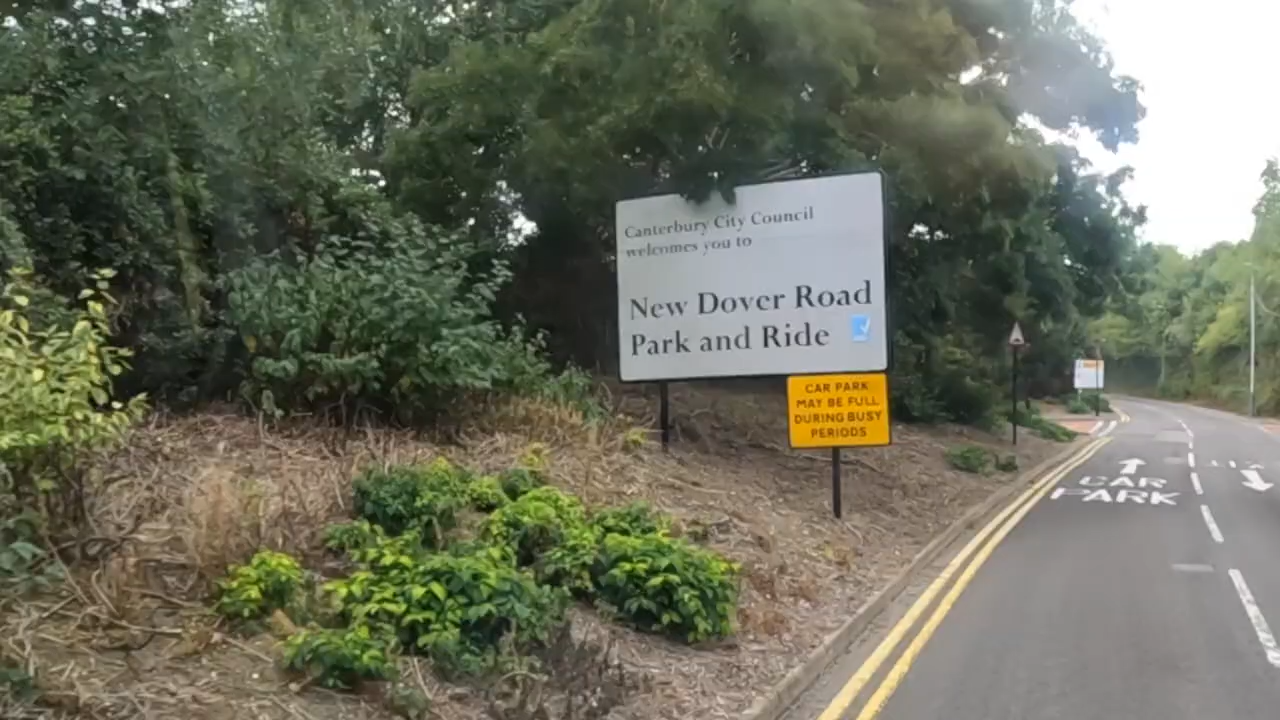 Canterbury City Council
welcomes you to
New Dover Road
Park and Ride
CAR PARK
MAY BE FULL
DURING BUSY
PERIODS
CAR
PARK